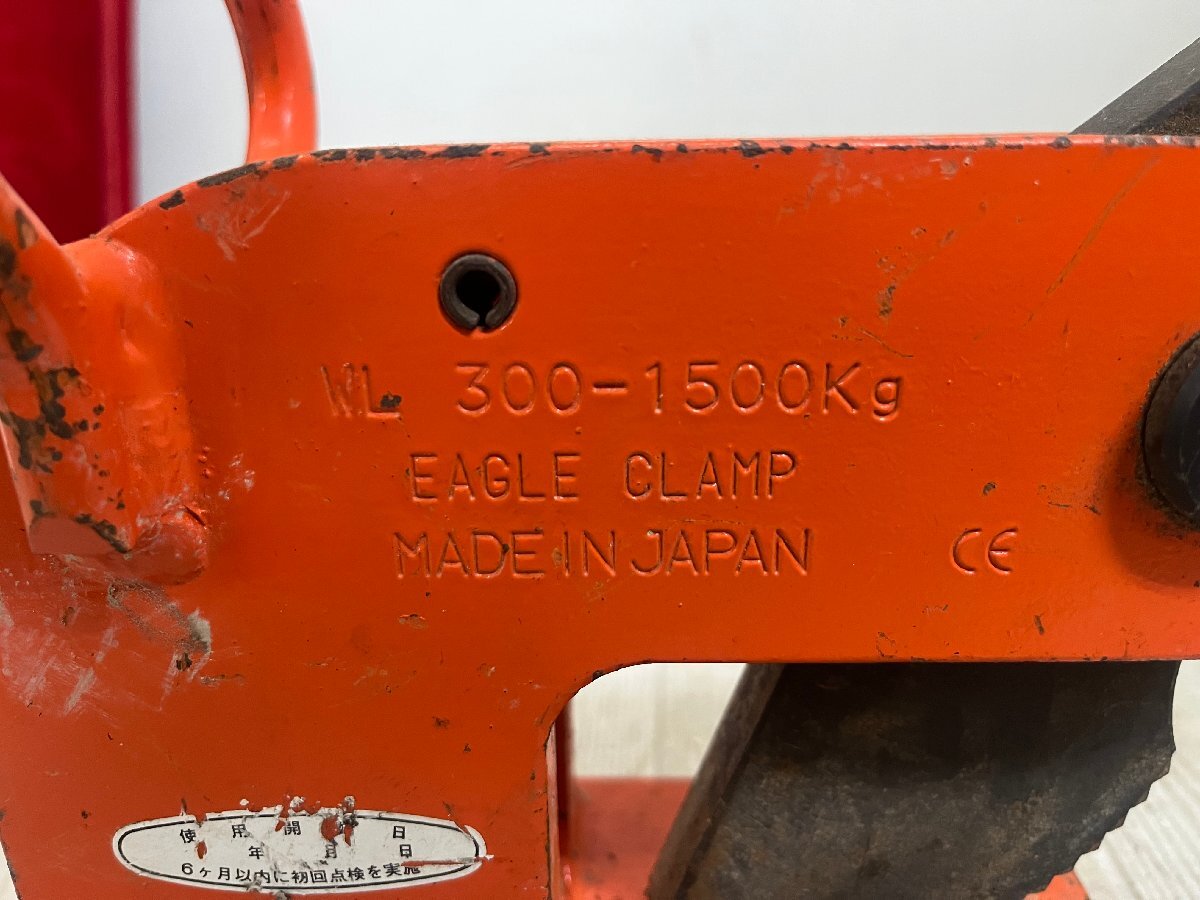 WL 300-1500Kg
EAGLE CLAMP
MADE IN JAPAN CE
使用開 日
年 月 日
6ヶ月以内に初回点検を実施